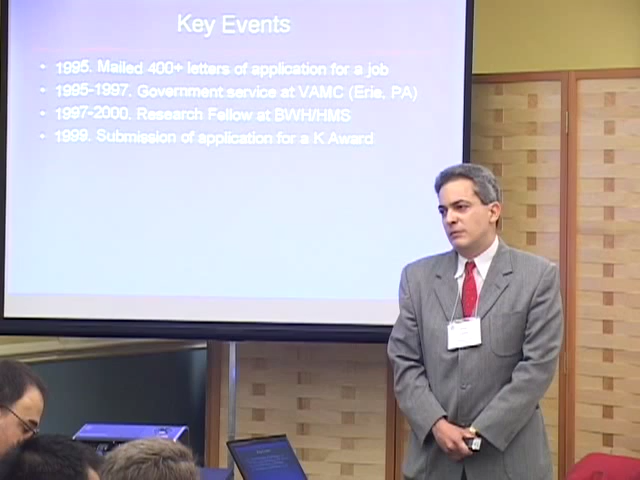 Key Events
• 1995. Mailed 400+ letters of application for a job
• 1995-1997. Government service at VAMC (Erie, PA)
• 1997-2000. Research Fellow at BWH/HMS
• 1999. Submission of application for a K Award